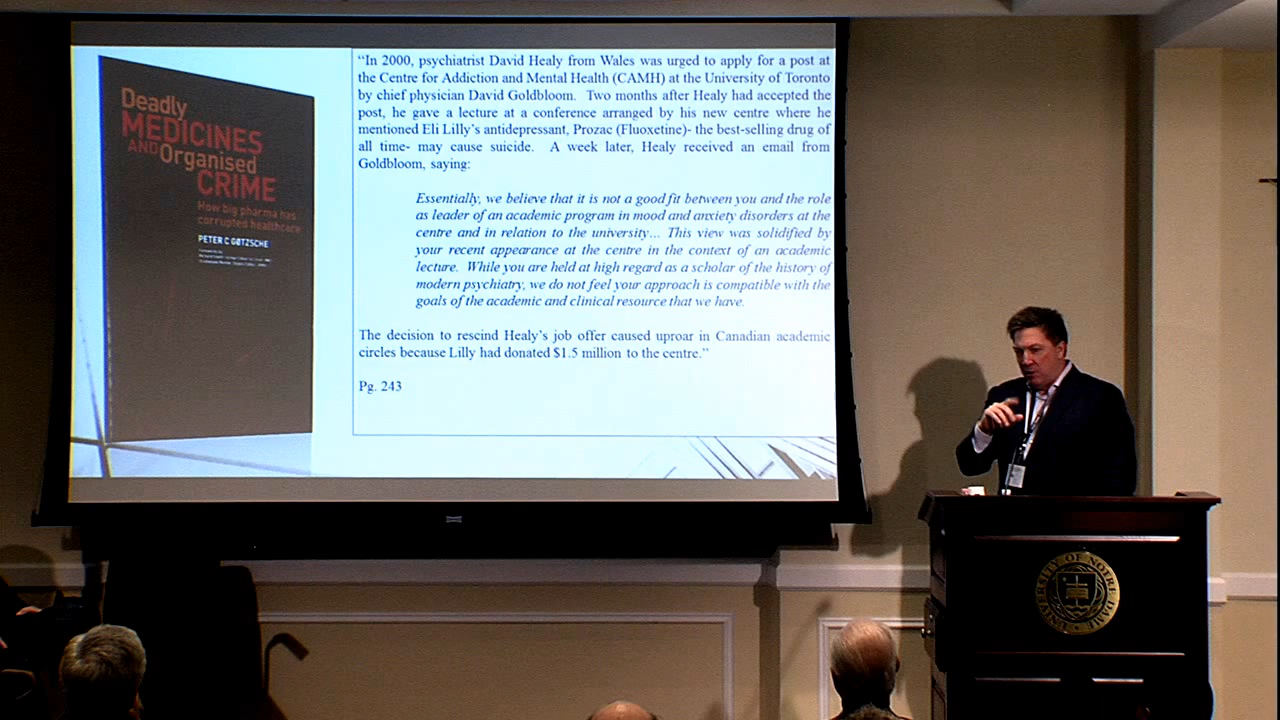 Deadly
MEDICINES
AND Organised
CRIME
How big pharma has
corrupted healthcare
PETER C GØTZSCHE
“In 2000, psychiatrist David Healy from Wales was urged to apply for a post at
the Centre for Addiction and Mental Health (CAMH) at the University of Toronto
by chief physician David Goldbloom. Two months after Healy had accepted the
post, he gave a lecture at a conference arranged by his new centre where he
mentioned Eli Lilly’s antidepressant, Prozac (Fluoxetine)- the best-selling drug of
all time- may cause suicide. A week later, Healy received an email from
Goldbloom, saying:
Essentially, we believe that it is not a good fit between you and the role
as leader of an academic program in mood and anxiety disorders at the
centre and in relation to the university... This view was solidified by
your recent appearance at the centre in the context of an academic
lecture. While you are held at high regard as a scholar of the history of
modern psychiatry, we do not feel your approach is compatible with the
goals of the academic and clinical resource that we have.
The decision to rescind Healy’s job offer caused uproar in Canadian academic
circles because Lilly had donated $1.5 million to the centre.”
Pg. 243
UNIVERSITY OF NOTRE DAME